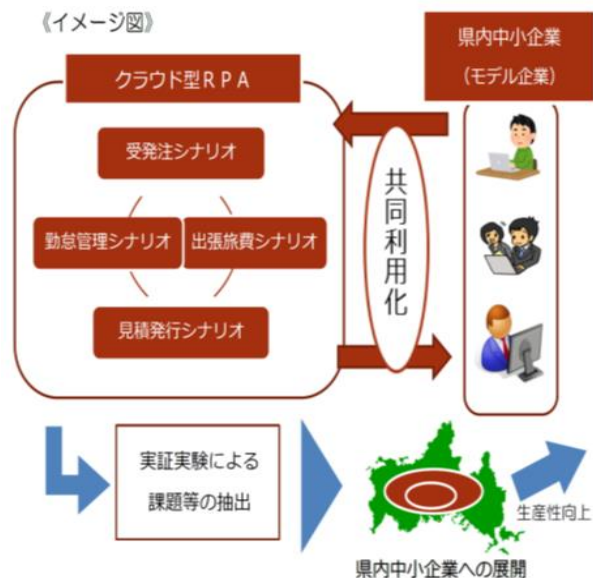 《イメージ図》
クラウド型ＲＰＡ
受発注シナリオ
勤怠管理シナリオ
出張旅費シナリオ
見積発行シナリオ
共同利用化
県内中小企業
（モデル企業）
実証実験による
課題等の抽出
県内中小企業への展開
生産性向上